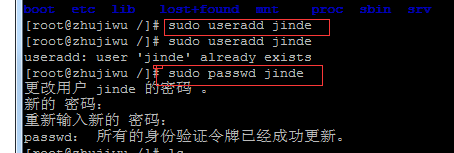 boot etc lib lost+found mnt proc sbin srv
[root@zhujiwu /]# sudo useradd jinde
[root@zhujiwu /]# sudo useradd jinde
useradd: user 'jinde' already exists
[root@zhujiwu /]# sudo passwd jinde
更改用户 jinde 的密码 。
新的 密码：
重新输入新的 密码：
passwd： 所有的身份验证令牌已经成功更新。
[root@zhujiwu /]# ls